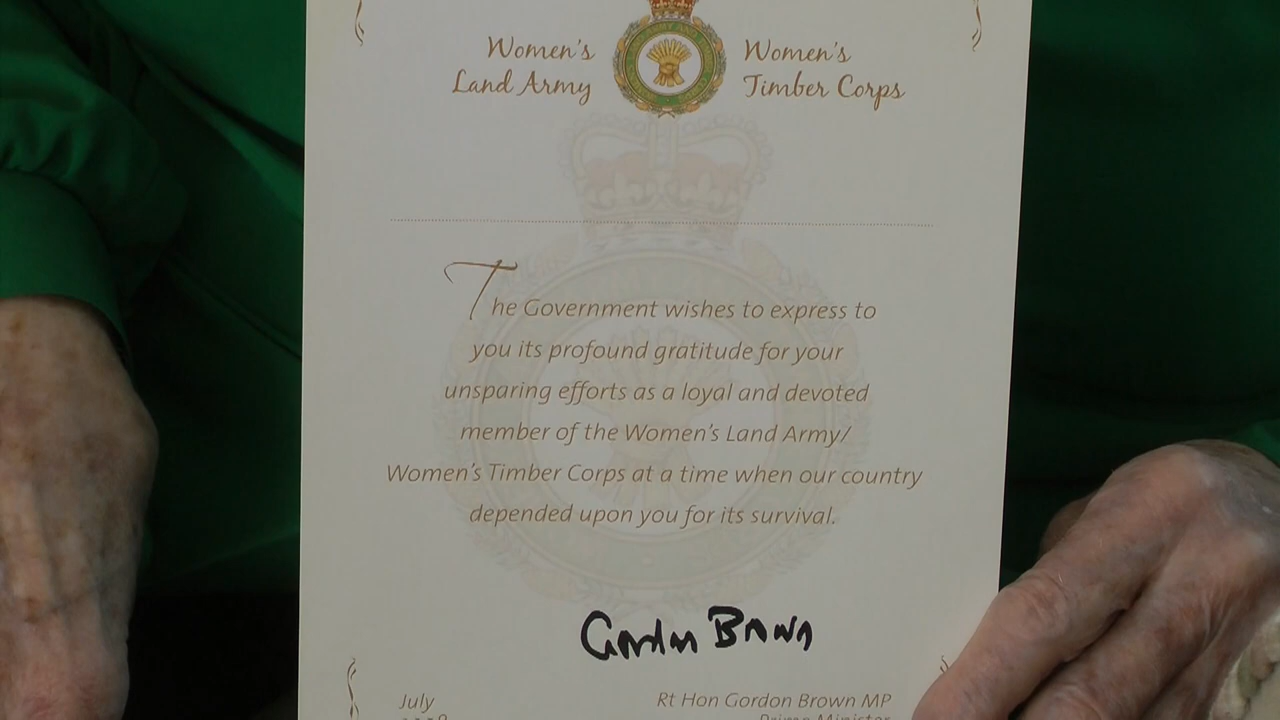 Women's
Land Army
Women's
Timber Corps
The Government wishes to express to
you its profound gratitude for your
unsparing efforts as a loyal and devoted
member of the Women's Land Army/
Women's Timber Corps at a time when our country
depended upon you for its survival.
Gordon Brown
July
Rt Hon Gordon Brown MP
Prime Minister